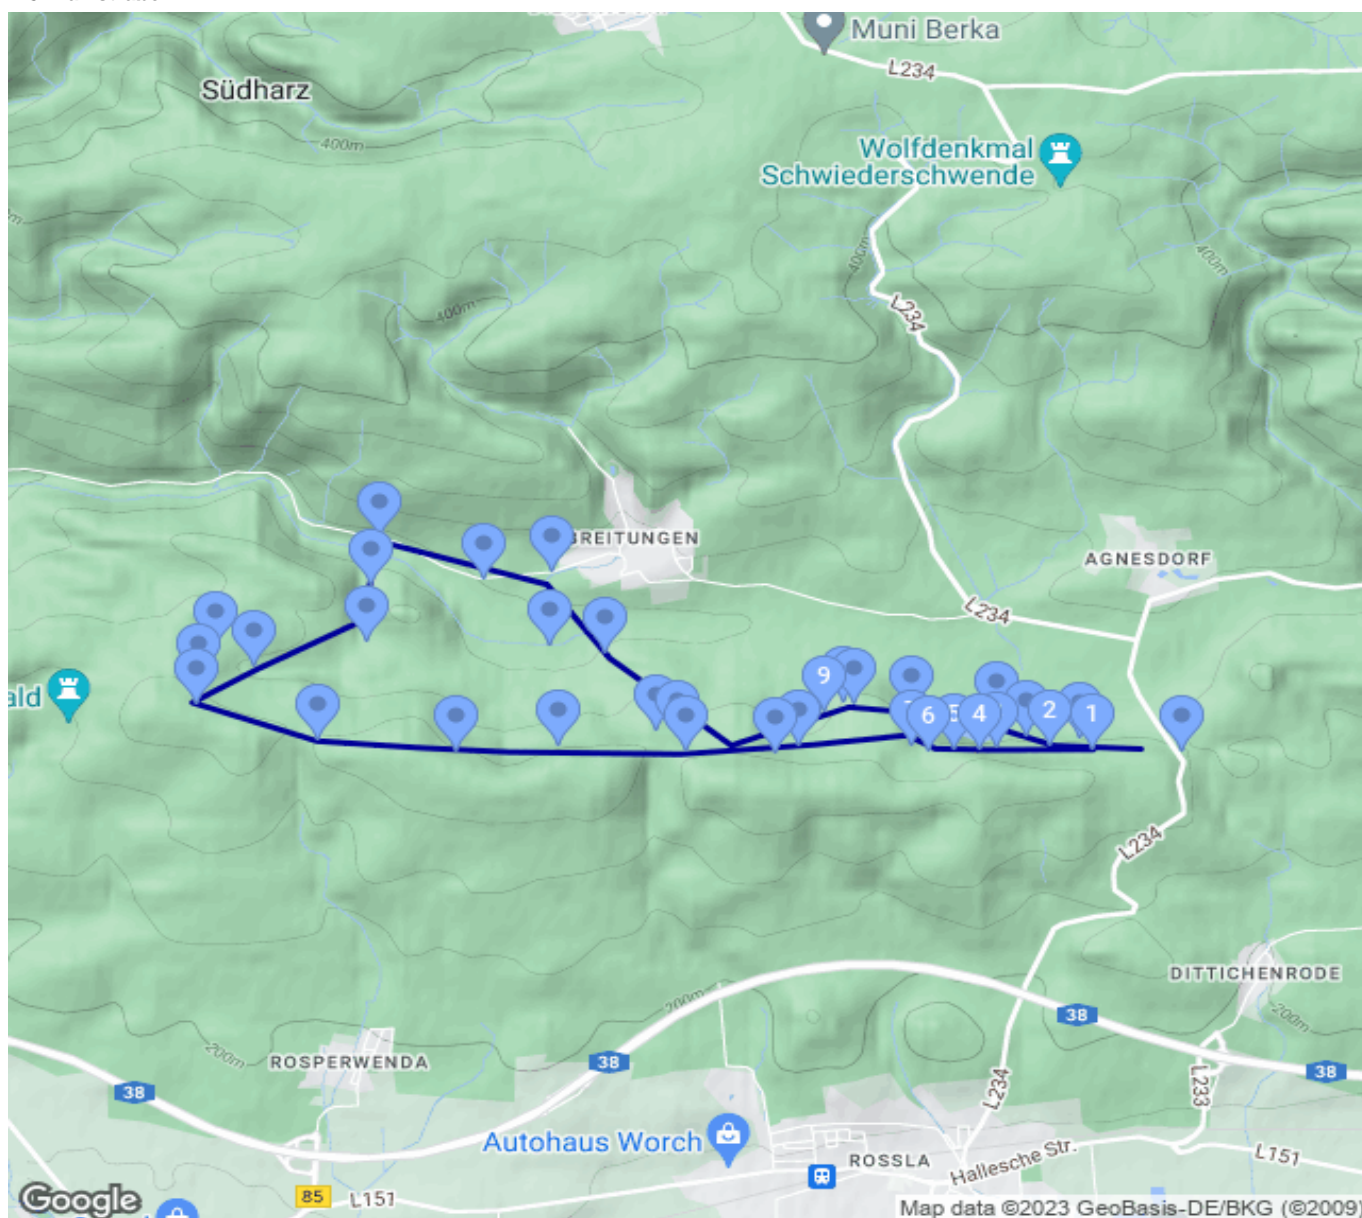 Muni Berka
L234
Südharz
400m
Wolfdenkmal
Schwiederschwende
400m
400m
400m
L234
BREITUNGEN
AGNESDORF
L234
9
ald
6
5
4
2
1
L234
DITTICHENRODE
200m
38
200m
200m
ROSPERWENDA
38
38
38
L234
L233
Autohaus Worch
ROSSLA
Hallesche Str.
L151
85
L151
Google
Map data ©2023 GeoBasis-DE/BKG (©2009)